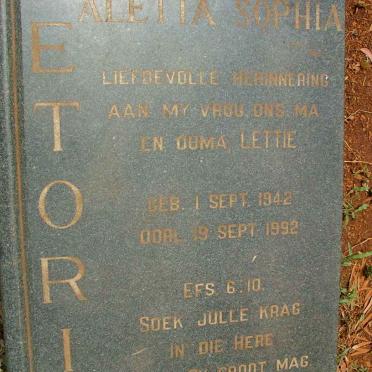 ALETTA SOPHIA
ETORI
LIEFDEVOLLE HERINNERING
AAN MY VROU, ONS MA
EN OUMA LETTIE
GEB. 1 SEPT. 1942
OORL. 19 SEPT. 1992
EFS. 6:10.
SOEK JULLE KRAG
IN DIE HERE
GROOT MAG